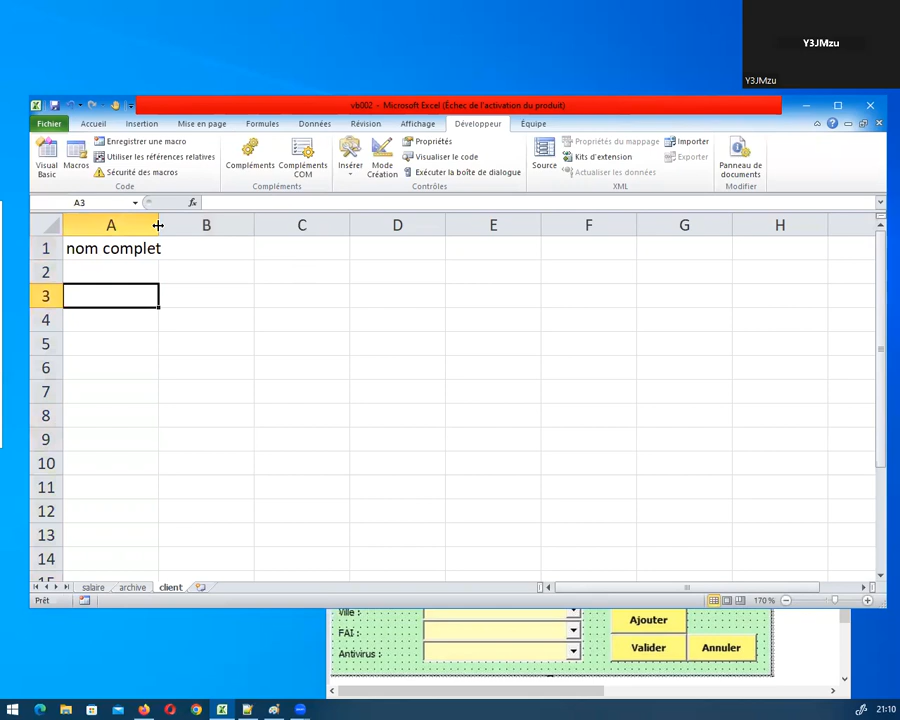 Y3JMzu
Y3JMzu
vb002 - Microsoft Excel (Échec de l'activation du produit)
Fichier Accueil Insertion Mise en page Formules Données Révision Affichage Développeur Équipe
Visual Basic
Macros
Enregistrer une macro
Utiliser les références relatives
Sécurité des macros
Code
Compléments
Compléments COM
Compléments
Insérer
Mode Création
Propriétés
Visualiser le code
Exécuter la boîte de dialogue
Contrôles
Source
Propriétés du mappage
Kits d'extension
Actualiser les données
Importer
Exporter
XML
Panneau de documents
Modifier
A3 fx
A B C D E F G H
1 nom complet
2
3
4
5
6
7
8
9
10
11
12
13
14
15
salaire archive client
Prêt 170 %
Ville :
FAI :
Antivirus :
Ajouter
Valider Annuler
21:10